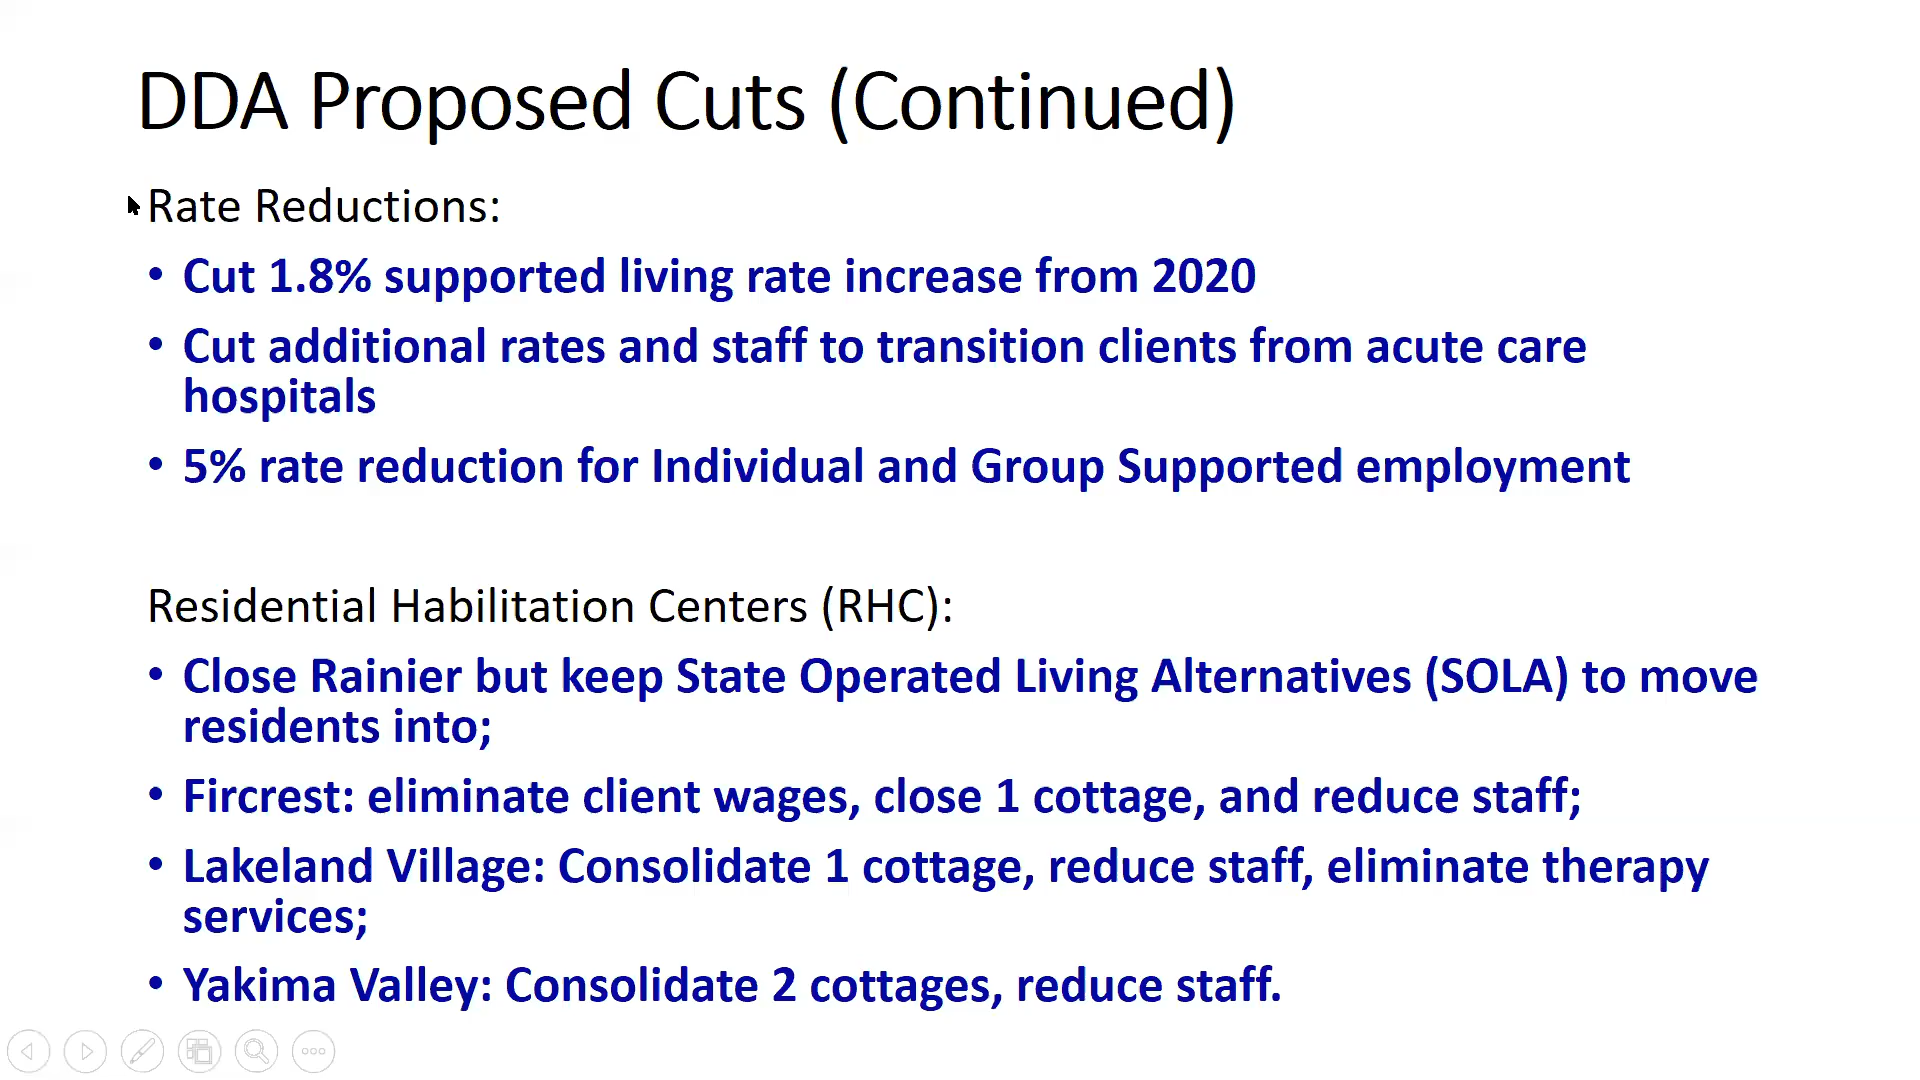 DDA Proposed Cuts (Continued)
Rate Reductions:
• Cut 1.8% supported living rate increase from 2020
• Cut additional rates and staff to transition clients from acute care
hospitals
• 5% rate reduction for Individual and Group Supported employment
Residential Habilitation Centers (RHC):
• Close Rainier but keep State Operated Living Alternatives (SOLA) to move
residents into;
• Fircrest: eliminate client wages, close 1 cottage, and reduce staff;
• Lakeland Village: Consolidate 1 cottage, reduce staff, eliminate therapy
services;
• Yakima Valley: Consolidate 2 cottages, reduce staff.